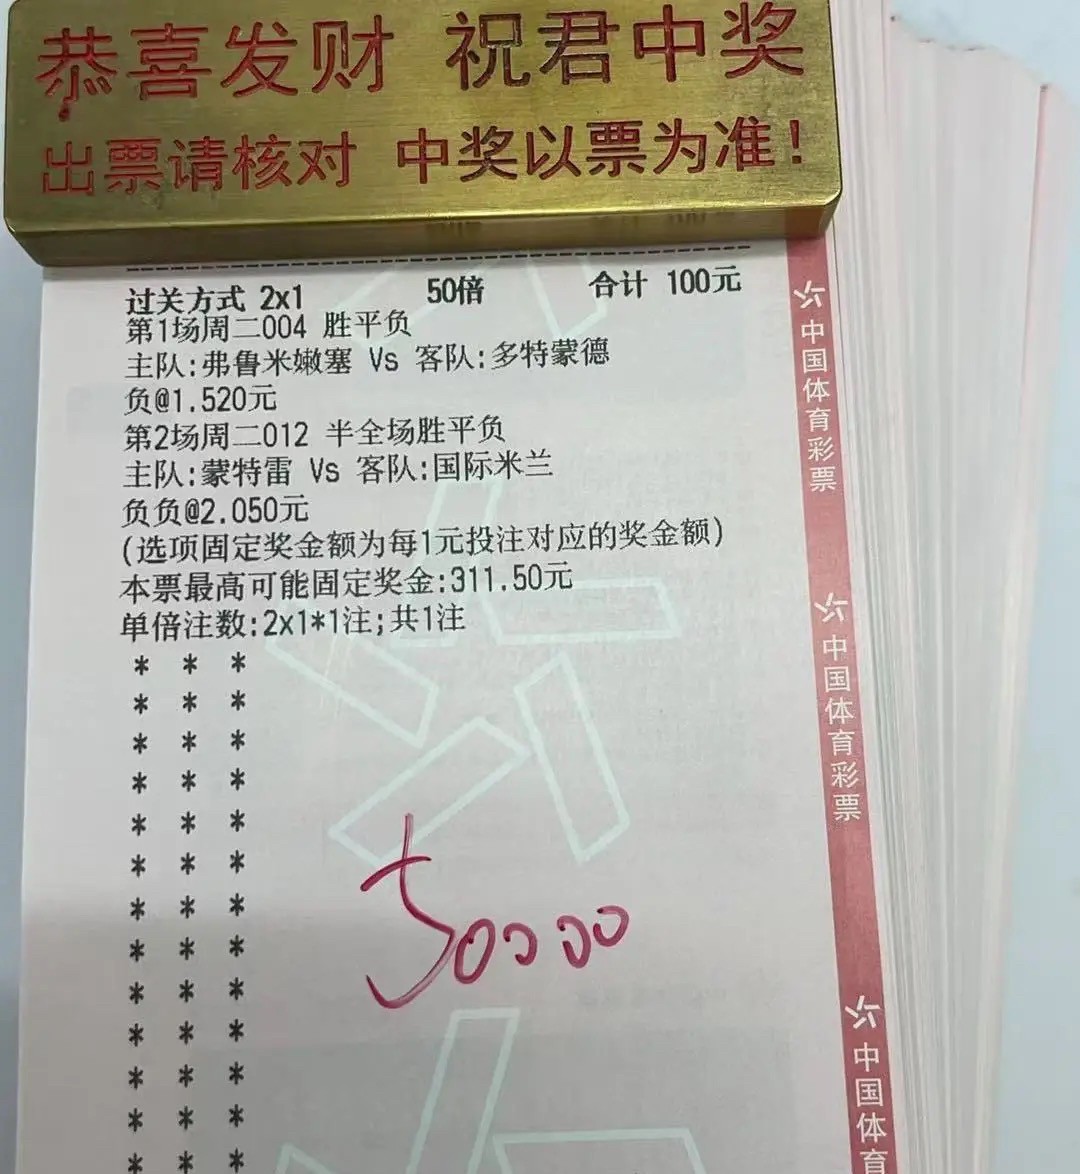 恭喜发财 祝君中奖
出票请核对 中奖以票为准！
过关方式 2x1 50倍 合计 100元
第1场周二004 胜平负
主队:弗鲁米嫩塞 Vs 客队:多特蒙德
负@1.520元
第2场周二012 半全场胜平负
主队:蒙特雷 Vs 客队:国际米兰
负负@2.050元
(选项固定奖金额为每1元投注对应的奖金额)
本票最高可能固定奖金:311.50元
单倍注数:2x1*1注;共1注
* * *
* * *
* * *
* * *
* * *
* * *
* * *
* * *
* * *
* * *
* * *
* * *
* * *
50000
中国体育彩票
中国体育彩票
中国体育